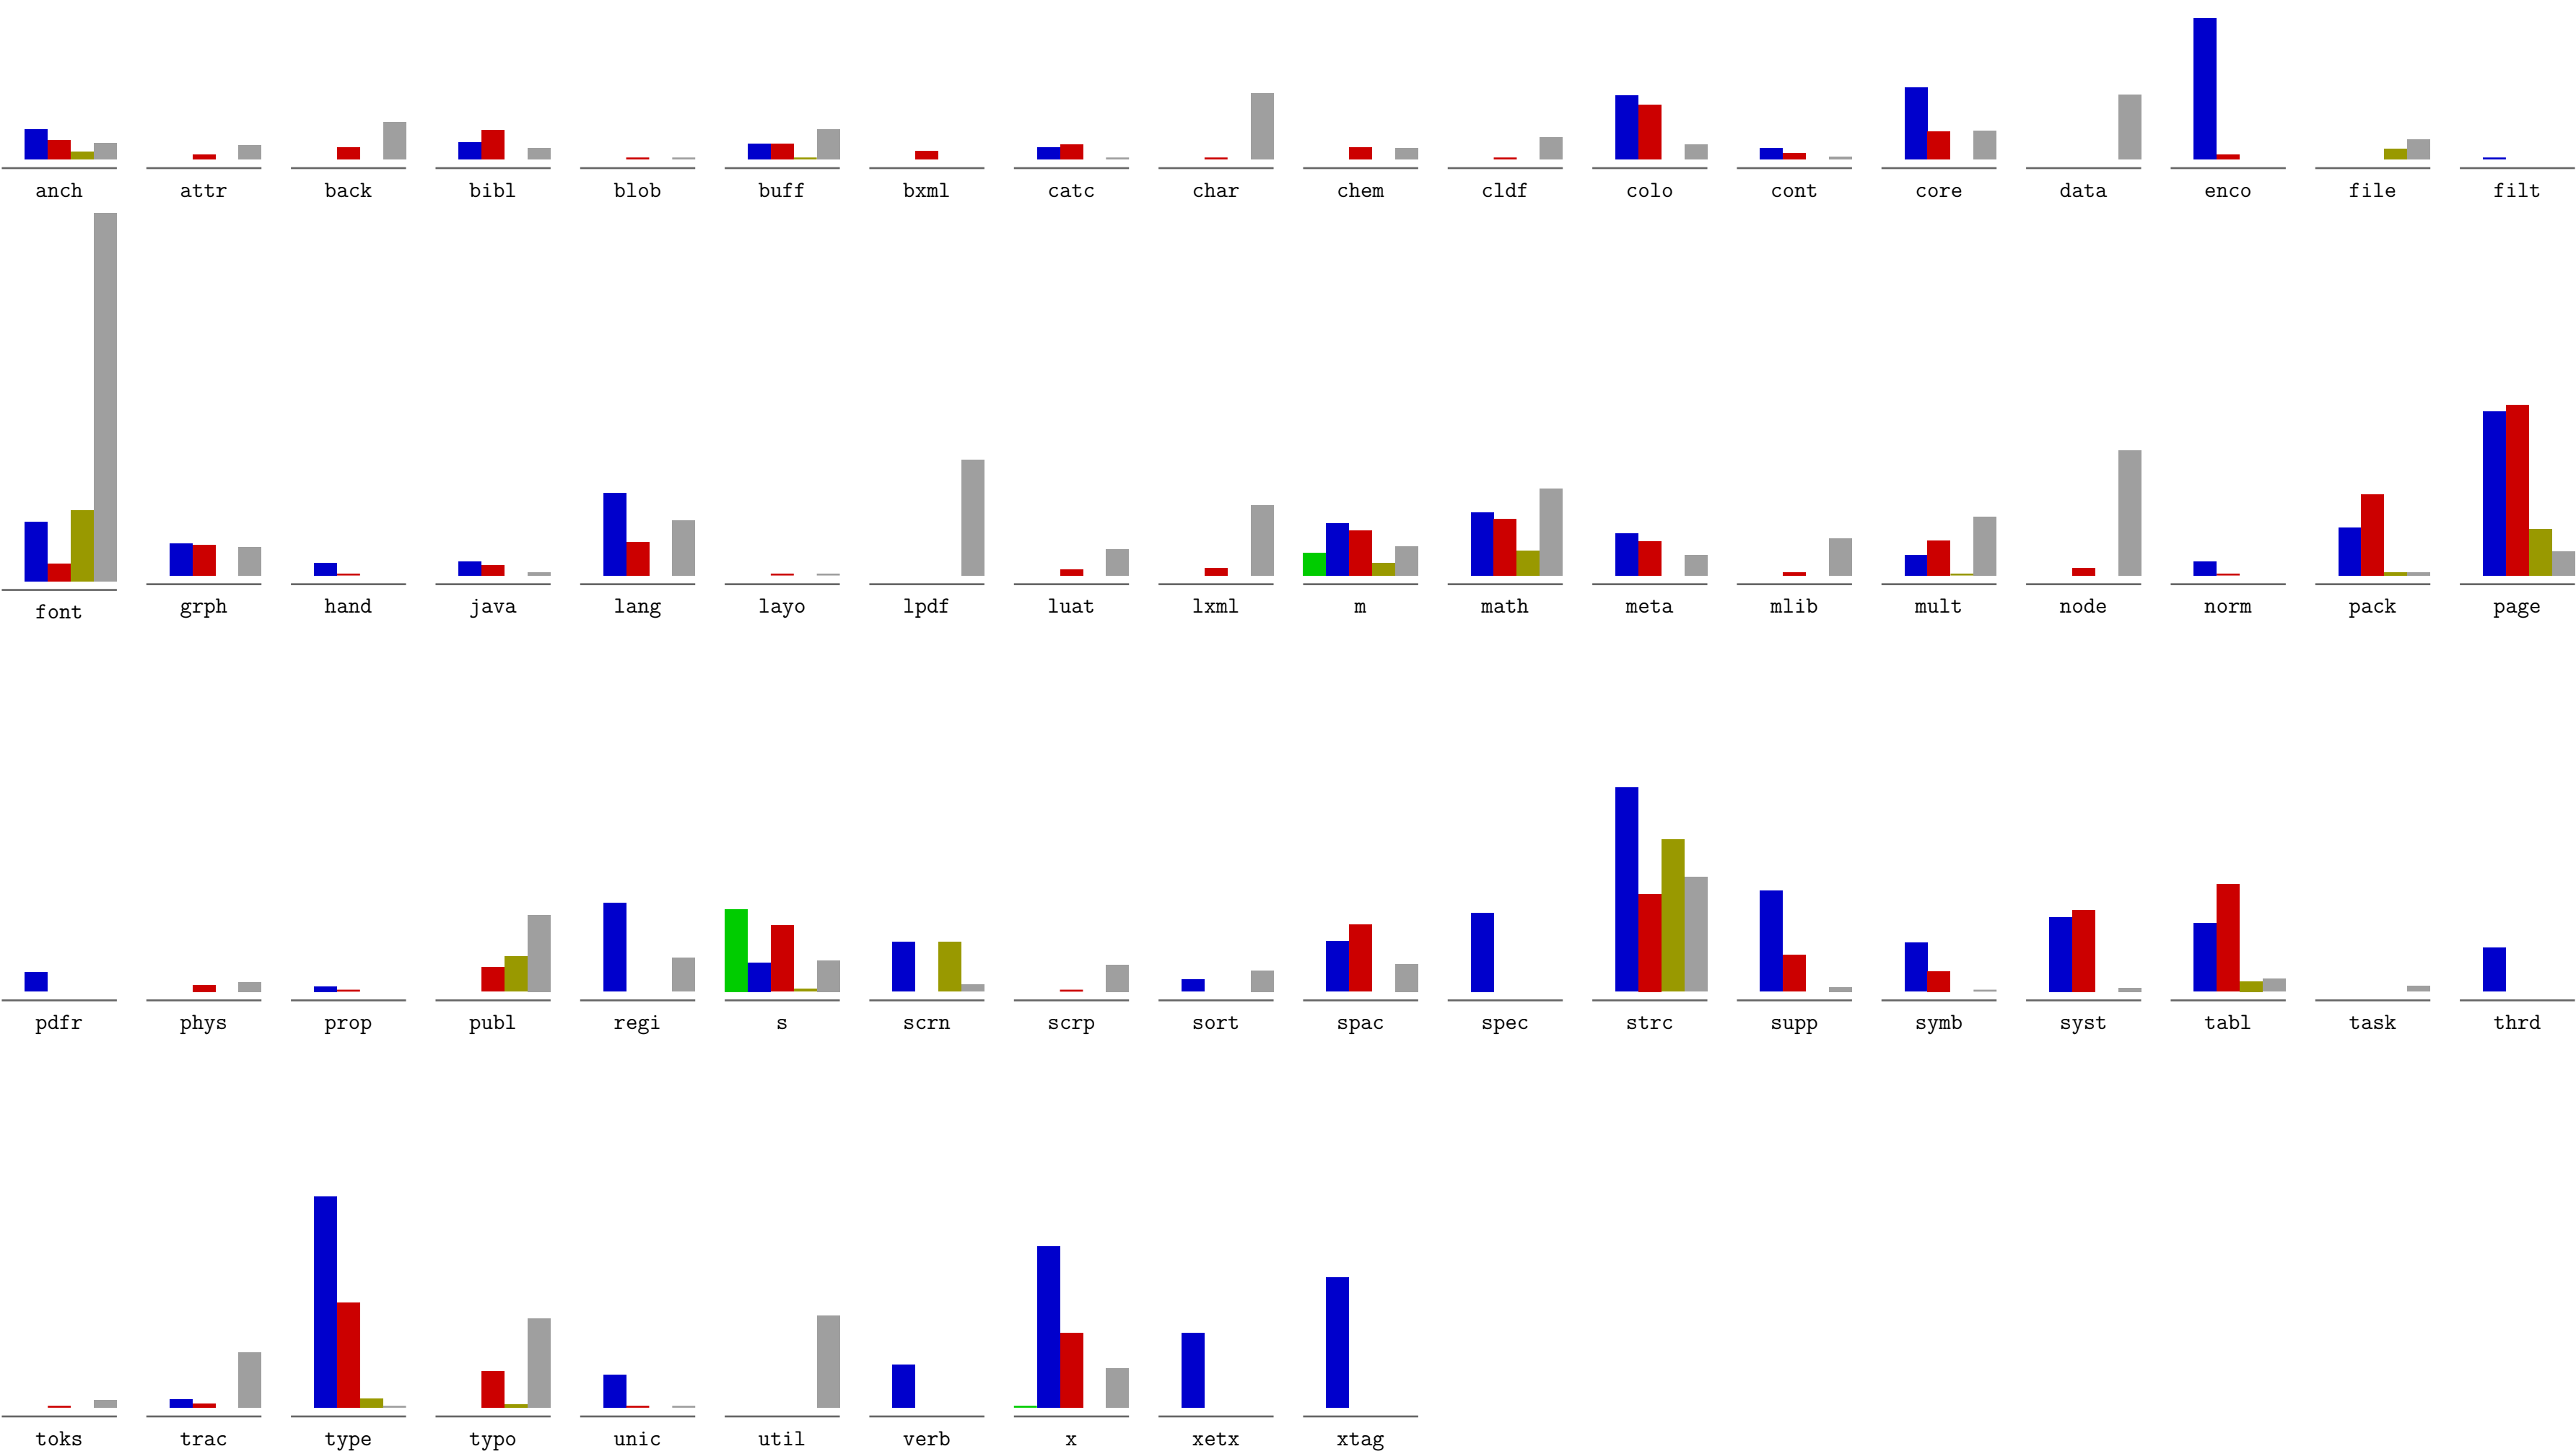 anch attr back bibl blob buff bxml catc char chem cldf colo cont core data enco file filt
font grph hand java lang layo lpdf luat lxml m math meta mlib mult node norm pack page
pdfr phys prop publ regi s scrn scrp sort spac spec strc supp symb syst tabl task thrd
toks trac type typo unic util verb x xetx xtag